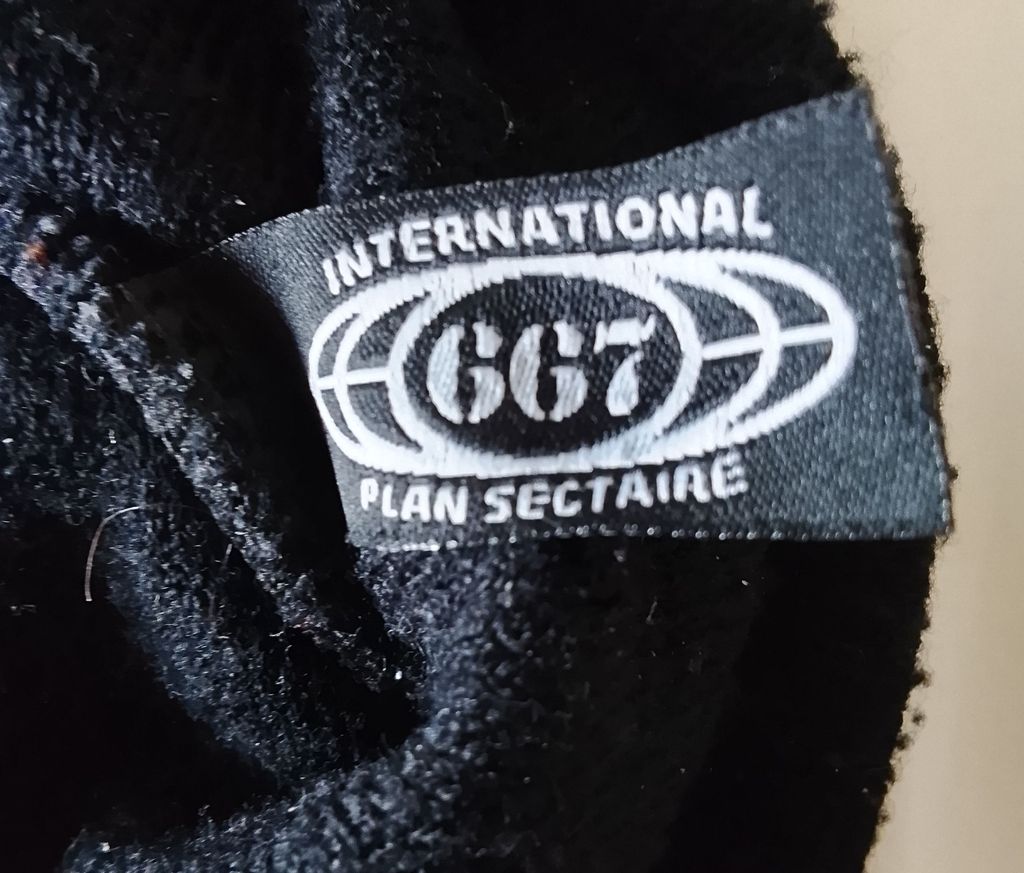 INTERNATIONAL
667
PLAN SECTAIRE